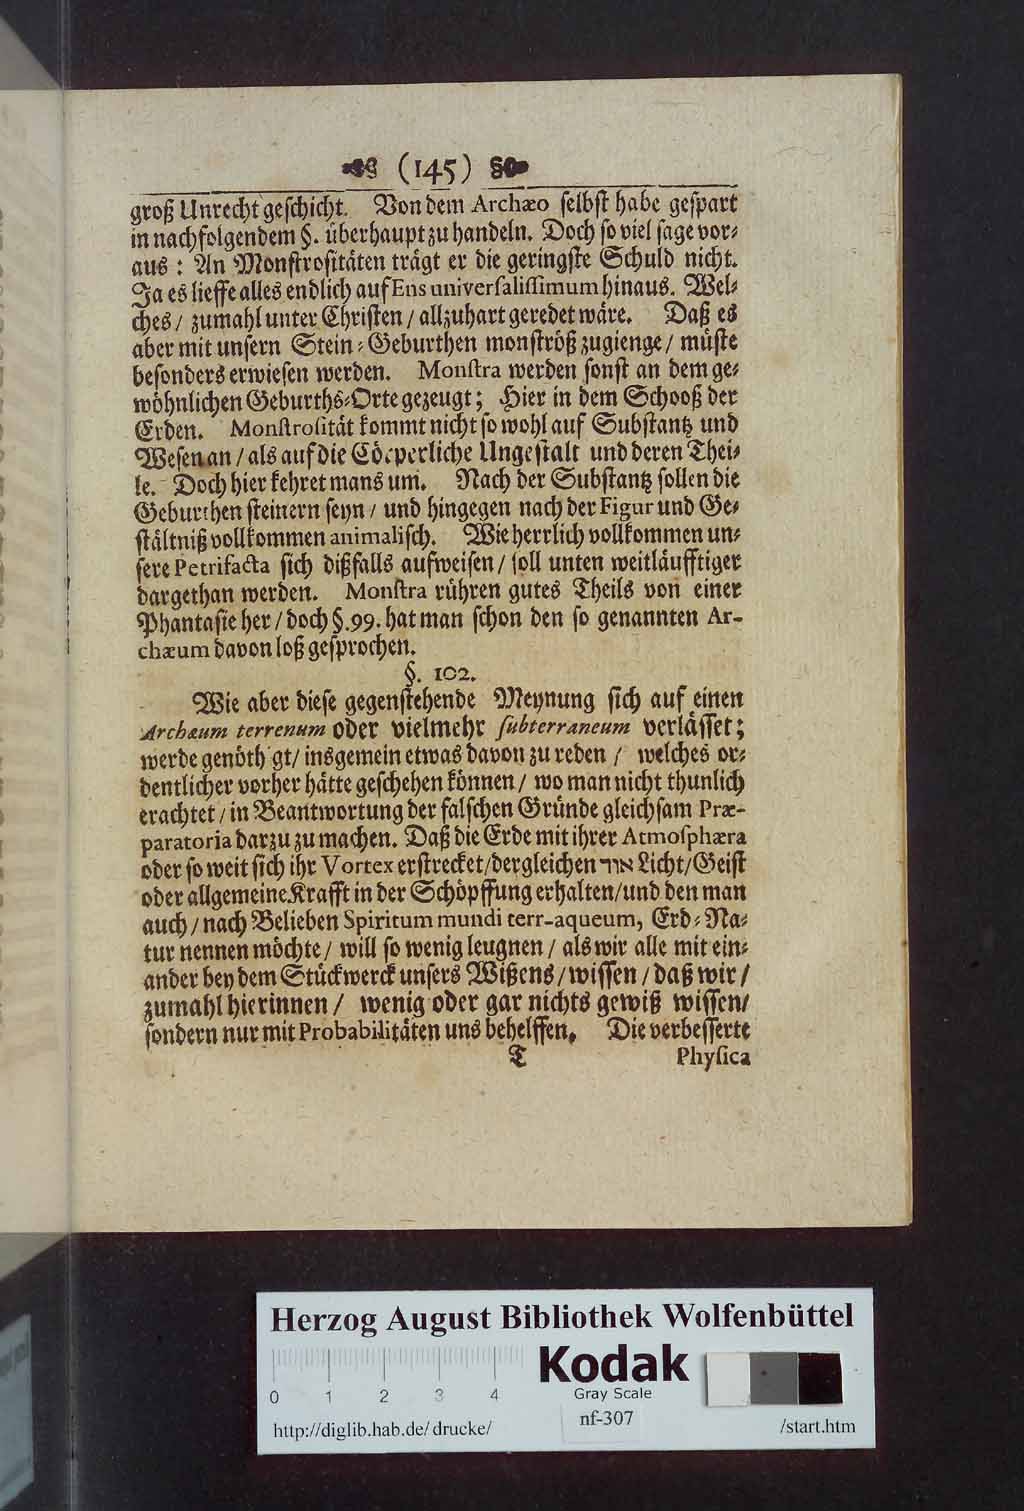 (145)
groß Unrecht geschicht. Von dem Archæo selbst habe gespart
in nachfolgendem §. überhaupt zu handeln. Doch so viel sage vor⸗
aus : An Monstrositäten trägt er die geringste Schuld nicht.
Ja es lieffe alles endlich auf Ens universalissimum hinaus. Wel⸗
ches / zumahl unter Christen / allzuhart geredet wäre. Daß es
aber mit unsern Stein⸗Geburthen monströß zugienge / müste
besonders erwiesen werden. Monstra werden sonst an dem ge⸗
wöhnlichen Geburths⸗Orte gezeugt; Hier in dem Schooß der
Erden. Monstrosität kommt nicht so wohl auf Substantz und
Wesen an / als auf die Cörperliche Ungestalt und deren Thei⸗
le. Doch hier kehret mans um. Nach der Substantz sollen die
Geburthen steinern seyn / und hingegen nach der Figur und Ge⸗
stältniß vollkommen animalisch. Wie herrlich vollkommen un⸗
sere Petrifacta sich dißfalls aufweisen / soll unten weitläufftiger
dargethan werden. Monstra rühren gutes Theils von einer
Phantasie her / doch §. 99. hat man schon den so genannten Ar-
chæum davon loß gesprochen.
§. 102.
Wie aber diese gegenstehende Meynung sich auf einen
Archæum terrenum oder vielmehr subterraneum verlässet;
werde genöthigt / insgemein etwas davon zu reden / welches or⸗
dentlicher vorher hätte geschehen können / wo man nicht thunlich
erachtet / in Beantwortung der falschen Gründe gleichsam Præ-
paratoria darzu zu machen. Daß die Erde mit ihrer Atmosphæra
oder so weit sich ihr Vortex erstrecket / dergleichen אור Licht / Geist
oder allgemeine Krafft in der Schöpffung erhalten / und den man
auch / nach Belieben Spiritum mundi terr-aqueum, Erd⸗Na⸗
tur nennen möchte / will so wenig leugnen / als wir alle mit ein⸗
ander bey dem Stückwerck unsers Wißens / wissen / daß wir /
zumahl hierinnen / wenig oder gar nichts gewiß wissen /
sondern nur mit Probabilitäten uns behelffen. Die verbesserte
T Physica
Herzog August Bibliothek Wolfenbüttel
Kodak
Gray Scale
0 1 2 3 4
nf-307
http://diglib.hab.de/drucke/ /start.htm